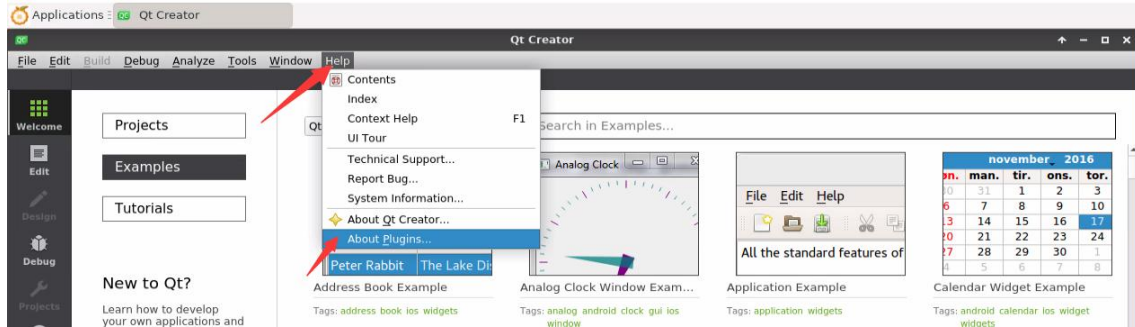 Applications
Qt Creator
Qt Creator
File Edit Build Debug Analyze Tools Window Help
Contents
Index
Context Help F1
UI Tour
Technical Support...
Report Bug...
System Information...
About Qt Creator...
About Plugins...
Welcome
Edit
Design
Debug
Projects
Projects
Examples
Tutorials
New to Qt?
Learn how to develop
your own applications and
Qt
Search in Examples...
Peter Rabbit The Lake Dis
Address Book Example
Tags: address book ios widgets
Analog Clock
Analog Clock Window Exam...
Tags: analog android clock gui ios
window
File Edit Help
All the standard features of
Application Example
Tags: application widgets
november 2016
man. tir. ons. tor.
31 1 2 3
7 8 9 10
14 15 16 17
21 22 23 24
28 29 30 1
5 6 7 8
Calendar Widget Example
Tags: android calendar ios widget
widgets